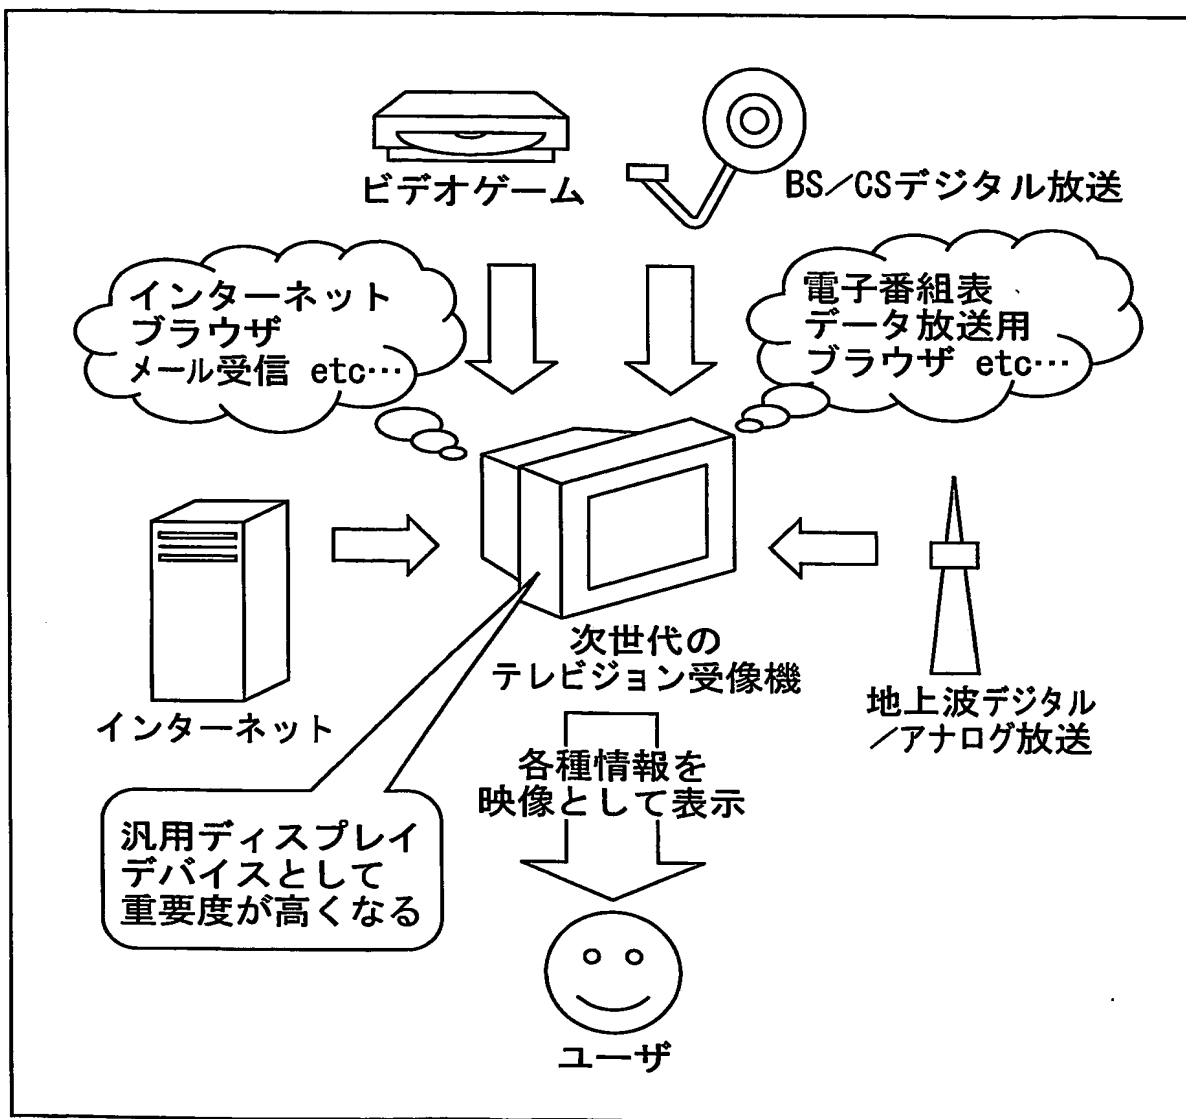 ビデオゲーム
BS／CSデジタル放送
インターネット
ブラウザ
メール受信 etc…
電子番組表
データ放送用
ブラウザ etc…
次世代の
テレビジョン受像機
インターネット
地上波デジタル
／アナログ放送
各種情報を
映像として表示
汎用ディスプレイ
デバイスとして
重要度が高くなる
ユーザ